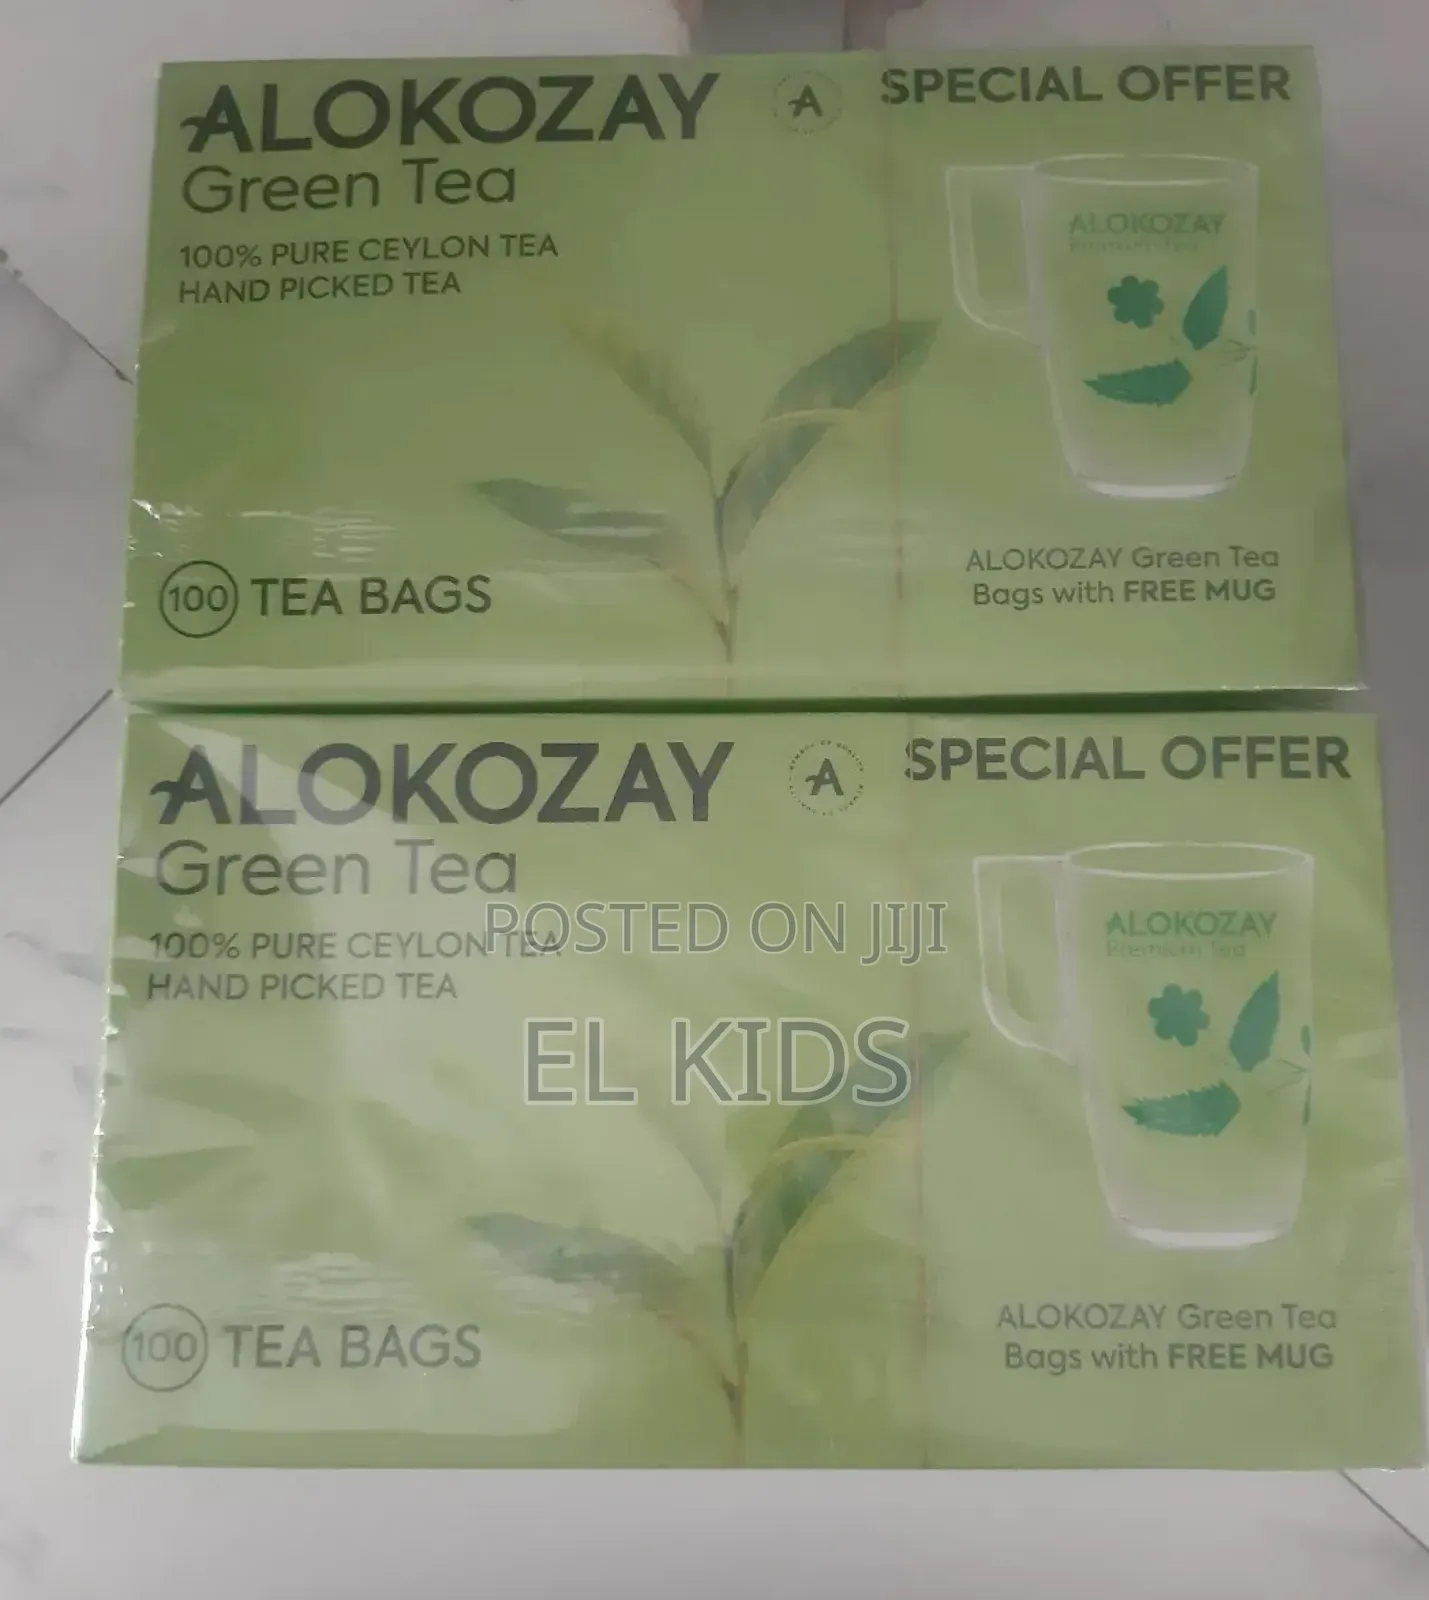 ALOKOZAY
Green Tea
100% PURE CEYLON TEA
HAND PICKED TEA
100 TEA BAGS
A
SPECIAL OFFER
ALOKOZAY
Premium Tea
ALOKOZAY Green Tea
Bags with FREE MUG
ALOKOZAY
Green Tea
100% PURE CEYLON TEA
HAND PICKED TEA
100 TEA BAGS
A
SPECIAL OFFER
ALOKOZAY
Premium Tea
ALOKOZAY Green Tea
Bags with FREE MUG
POSTED ON JIJI
EL KIDS